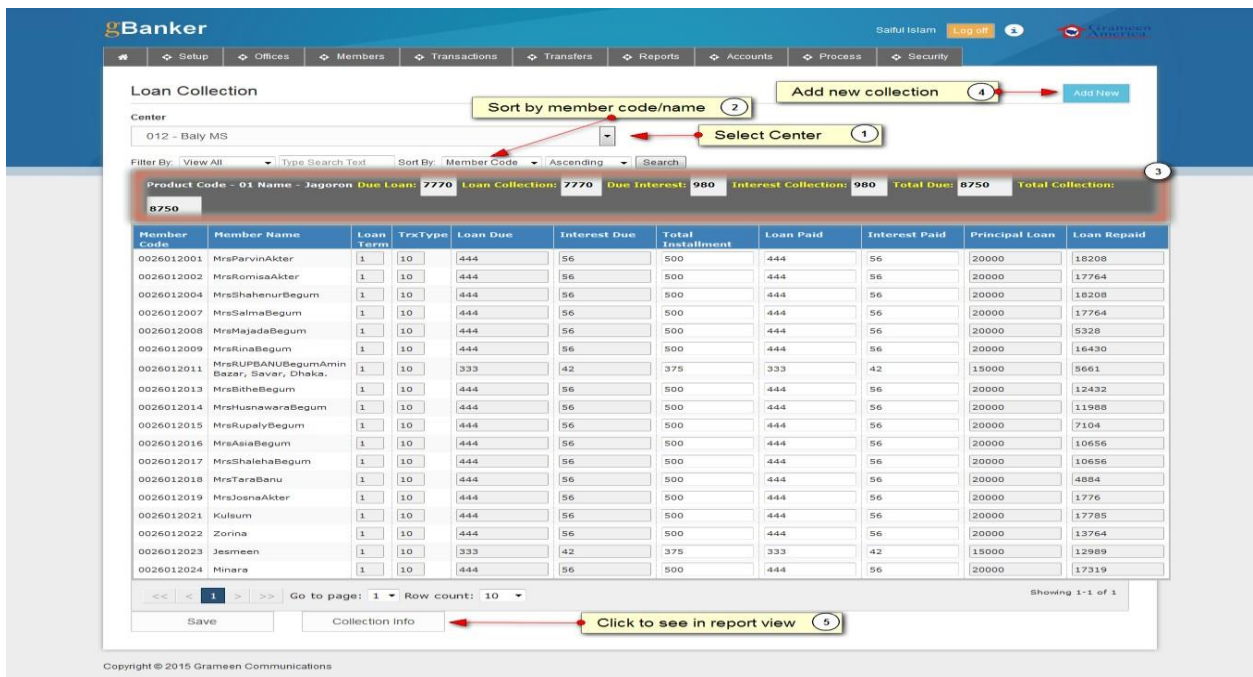 gBanker
Saiful Islam Log off i Grameen America
Setup Offices Members Transactions Transfers Reports Accounts Process Security
Loan Collection
Sort by member code/name 2
Add new collection 4 Add New
Center
012 - Baly MS
Select Center 1
Filter By: View All Type Search Text Sort By: Member Code Ascending Search
3
Product Code - 01 Name - Jagoron Due Loan: 7770 Loan Collection: 7770 Due Interest: 980 Interest Collection: 980 Total Due: 8750 Total Collection:
8750
Member Code Member Name Loan Term TrxType Loan Due Interest Due Total Installment Loan Paid Interest Paid Principal Loan Loan Repaid
0026012001 MrsParvinAkter 1 10 444 56 500 444 56 20000 18208
0026012002 MrsRomisaAkter 1 10 444 56 500 444 56 20000 17764
0026012004 MrsShahenurBegum 1 10 444 56 500 444 56 20000 18208
0026012007 MrsSalmaBegum 1 10 444 56 500 444 56 20000 17764
0026012008 MrsMajadaBegum 1 10 444 56 500 444 56 20000 5328
0026012009 MrsRinaBegum 1 10 444 56 500 444 56 20000 16430
0026012011 MrsRUPBANUBegumAmin Bazar, Savar, Dhaka. 1 10 333 42 375 333 42 15000 5661
0026012013 MrsBitheBegum 1 10 444 56 500 444 56 20000 12432
0026012014 MrsHusnawaraBegum 1 10 444 56 500 444 56 20000 11988
0026012015 MrsRupalyBegum 1 10 444 56 500 444 56 20000 7104
0026012016 MrsAsiaBegum 1 10 444 56 500 444 56 20000 10656
0026012017 MrsShalehaBegum 1 10 444 56 500 444 56 20000 10656
0026012018 MrsTaraBanu 1 10 444 56 500 444 56 20000 4884
0026012019 MrsJosnaAkter 1 10 444 56 500 444 56 20000 1776
0026012021 Kulsum 1 10 444 56 500 444 56 20000 17785
0026012022 Zorina 1 10 444 56 500 444 56 20000 13764
0026012023 Jesmeen 1 10 333 42 375 333 42 15000 12989
0026012024 Minara 1 10 444 56 500 444 56 20000 17319
<< < 1 > >> Go to page: 1 Row count: 10 Showing 1-1 of 1
Save Collection Info Click to see in report view 5
Copyright © 2015 Grameen Communications